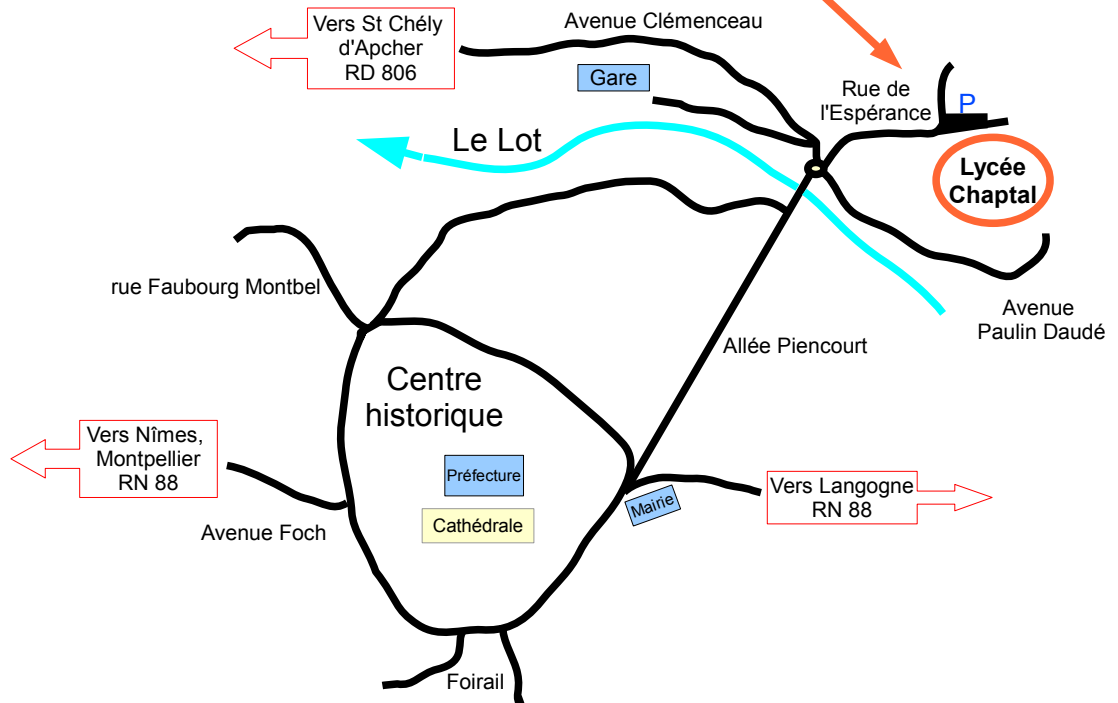 Avenue Clémenceau
Vers St Chély
d'Apcher
RD 806
Gare
Rue de
l'Espérance
P
Le Lot
Lycée
Chaptal
rue Faubourg Montbel
Avenue
Paulin Daudé
Allée Piencourt
Centre
historique
Vers Nîmes,
Montpellier
RN 88
Préfecture
Mairie
Vers Langogne
RN 88
Cathédrale
Avenue Foch
Foirail